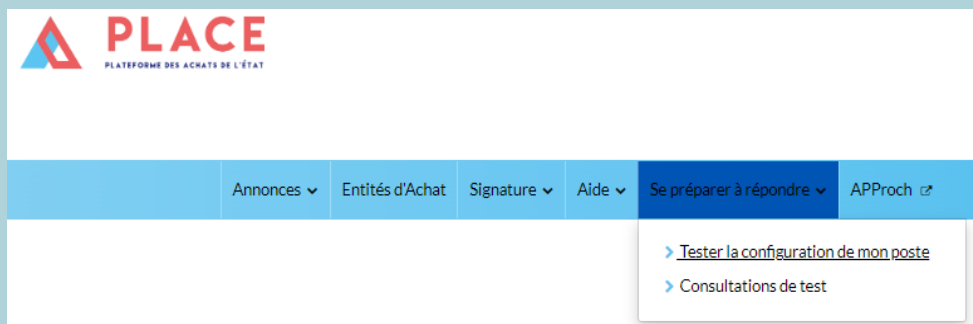 PLACE
PLATEFORME DES ACHATS DE L'ÉTAT
Annonces Entités d'Achat Signature Aide Se préparer à répondre APProch
Tester la configuration de mon poste
Consultations de test